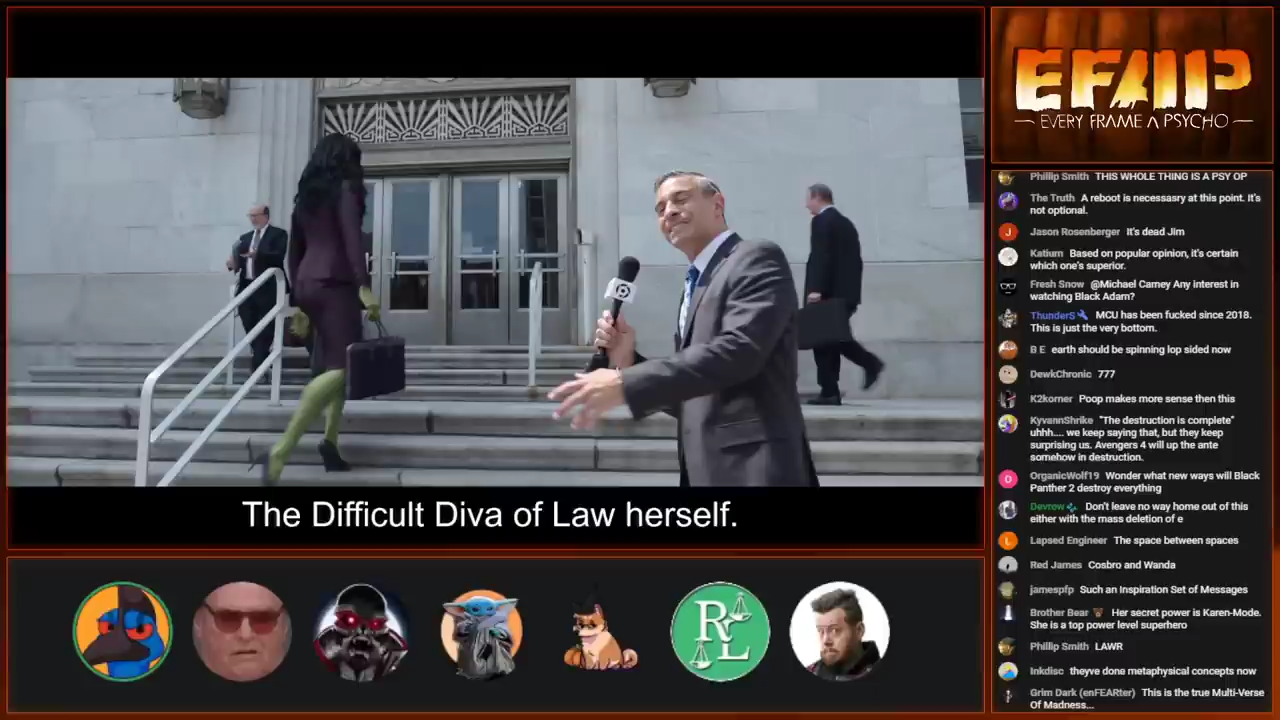 EFAIIP
EVERY FRAME A PSYCHO
Phillip Smith THIS WHOLE THING IS A PSY OP
The Truth A reboot is necessasry at this point. It's
not optional.
Jason Rosenberger It's dead Jim
Katium Based on popular opinion, it's certain
which one's superior.
Fresh Snow @Michael Carney Any interest in
watching Black Adam?
ThunderS MCU has been fucked since 2018.
This is just the very bottom.
B E earth should be spinning lop sided now
DewkChronic 777
K2korner Poop makes more sense then this
KyvannShrike "The destruction is complete"
uhhh.... we keep saying that, but they keep
surprising us. Avengers 4 will up the ante
somehow in destruction.
OrganicWolf19 Wonder what new ways will Black
Panther 2 destroy everything
Devrow Don't leave no way home out of this
either with the mass deletion of e
Lapsed Engineer The space between spaces
Red James Cosbro and Wanda
jamespfp Such an Inspiration Set of Messages
Brother Bear Her secret power is Karen-Mode.
She is a top power level superhero
Phillip Smith LAWR
Inkdisc theyve done metaphysical concepts now
Grim Dark (enFEARter) This is the true Multi-Verse
Of Madness...
The Difficult Diva of Law herself.
RL